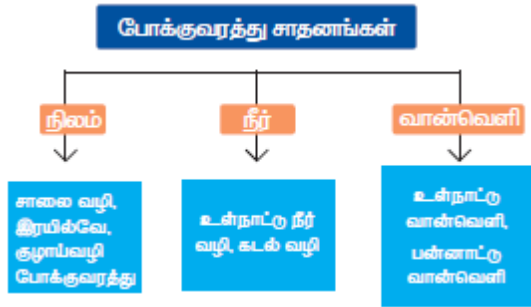 போக்குவரத்து சாதனங்கள்
நிலம்
நீர்
வான்வெளி
சாலை வழி,
இரயில்வே,
குழாய்வழி
போக்குவரத்து
உள்நாட்டு நீர்
வழி, கடல் வழி
உள்நாட்டு
வான்வெளி,
பன்னாட்டு
வான்வெளி